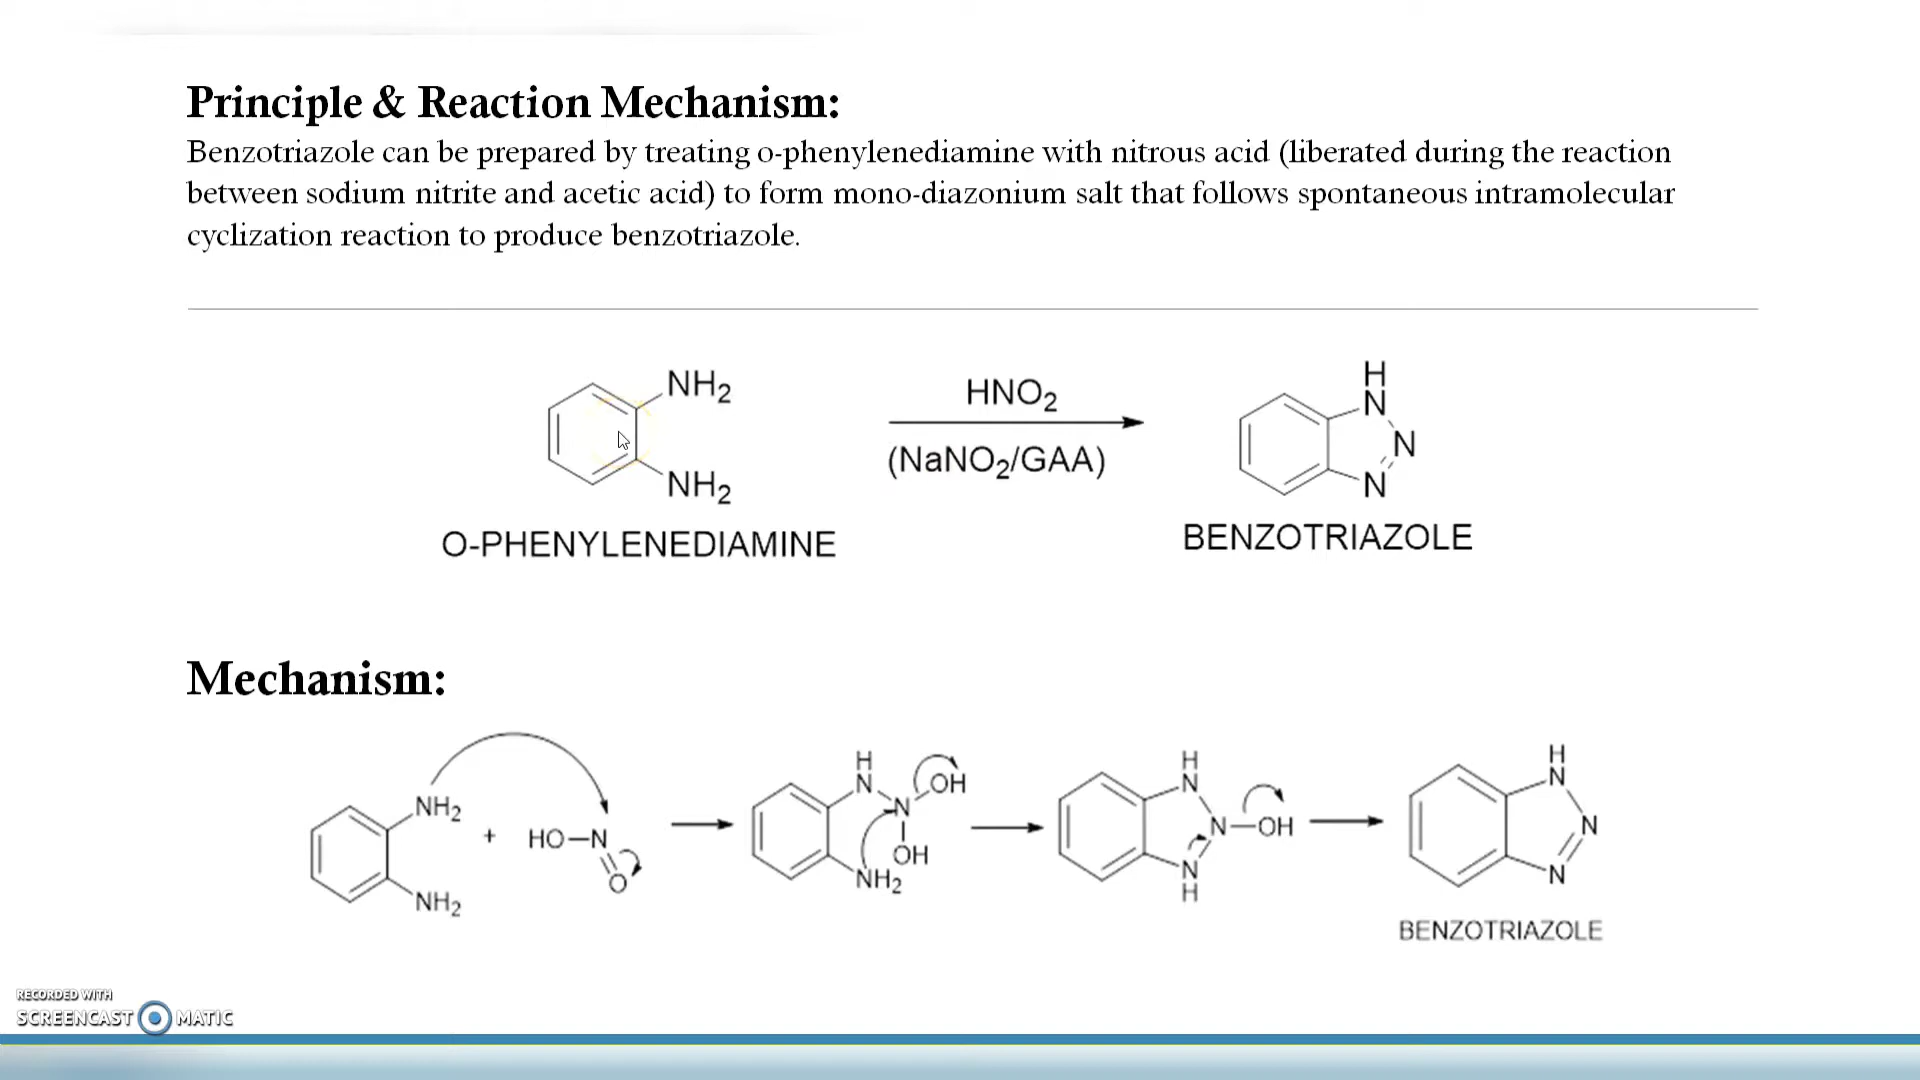 Principle & Reaction Mechanism:
Benzotriazole can be prepared by treating o-phenylenediamine with nitrous acid (liberated during the reaction
between sodium nitrite and acetic acid) to form mono-diazonium salt that follows spontaneous intramolecular
cyclization reaction to produce benzotriazole.
NH2
NH2
O-PHENYLENEDIAMINE
HNO2
(NaNO2/GAA)
H
N
N
N
BENZOTRIAZOLE
Mechanism:
NH2
NH2
+
HO–N
O
H
N
N
OH
OH
NH2
H
N
N–OH
N
H
H
N
N
N
BENZOTRIAZOLE
RECORDED WITH
SCREENCAST MATIC